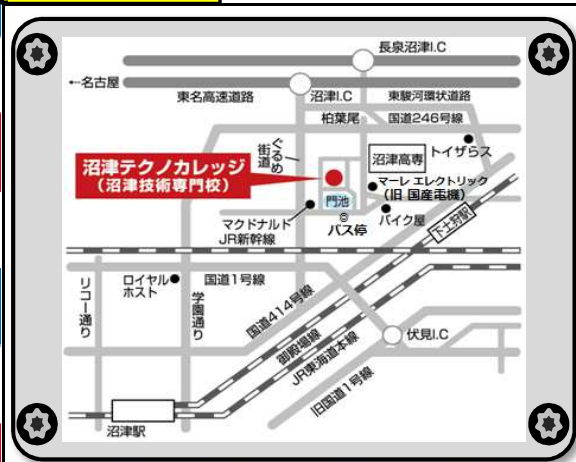 長泉沼津I.C
←名古屋
東名高速道路
沼津I.C
東駿河環状道路
柏葉尾
国道246号線
ぐるめ
街道
沼津高専
トイザらス
沼津テクノカレッジ
(沼津技術専門校)
マーレ エレクトリック
(旧 国産電機)
門池
バス停
バイク屋
下土狩駅
マクドナルド
JR新幹線
ロイヤル
ホスト
国道1号線
リコー通り
学園通り
国道414号線
御殿場線
JR東海道本線
伏見I.C
旧国道1号線
沼津駅